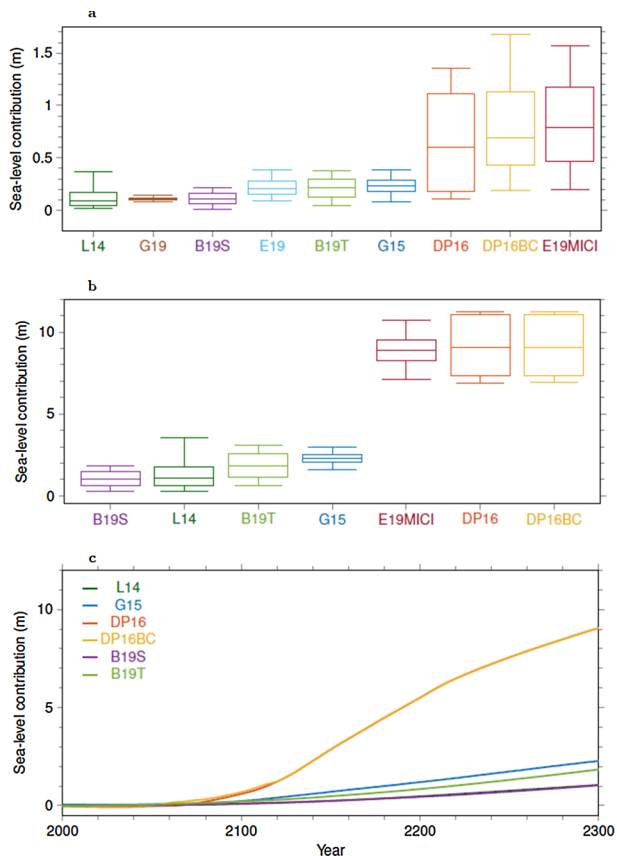 a
Sea-level contribution (m)
1.5
1
0.5
0
L14 G19 B19S E19 B19T G15 DP16 DP16BC E19MICI
b
Sea-level contribution (m)
10
5
0
B19S L14 B19T G15 E19MICI DP16 DP16BC
c
Sea-level contribution (m)
10
5
0
L14
G15
DP16
DP16BC
B19S
B19T
2000 2100 2200 2300
Year